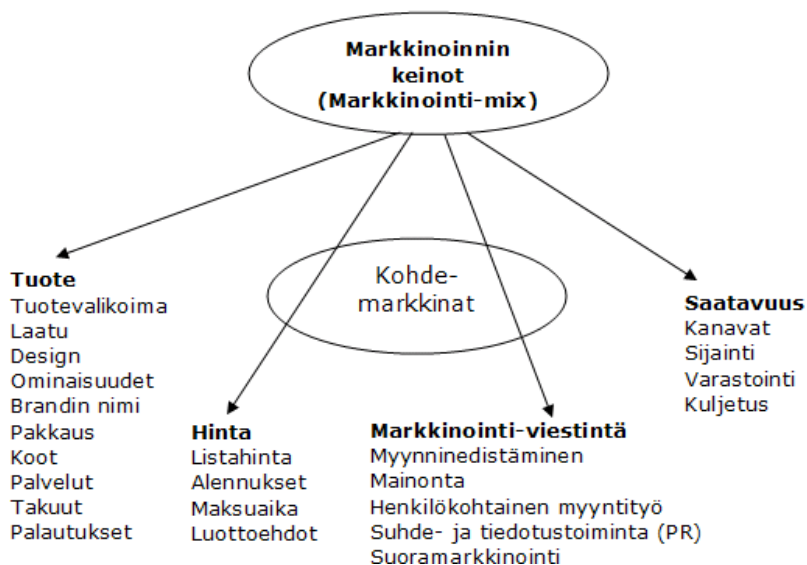 Markkinoinnin
keinot
(Markkinointi-mix)
Kohde-
markkinat
Tuote
Tuotevalikoima
Laatu
Design
Ominaisuudet
Brandin nimi
Pakkaus
Koot
Palvelut
Takuut
Palautukset
Hinta
Listahinta
Alennukset
Maksuaika
Luottoehdot
Markkinointi-viestintä
Myynninedistäminen
Mainonta
Henkilökohtainen myyntityö
Suhde- ja tiedotustoiminta (PR)
Suoramarkkinointi
Saatavuus
Kanavat
Sijainti
Varastointi
Kuljetus